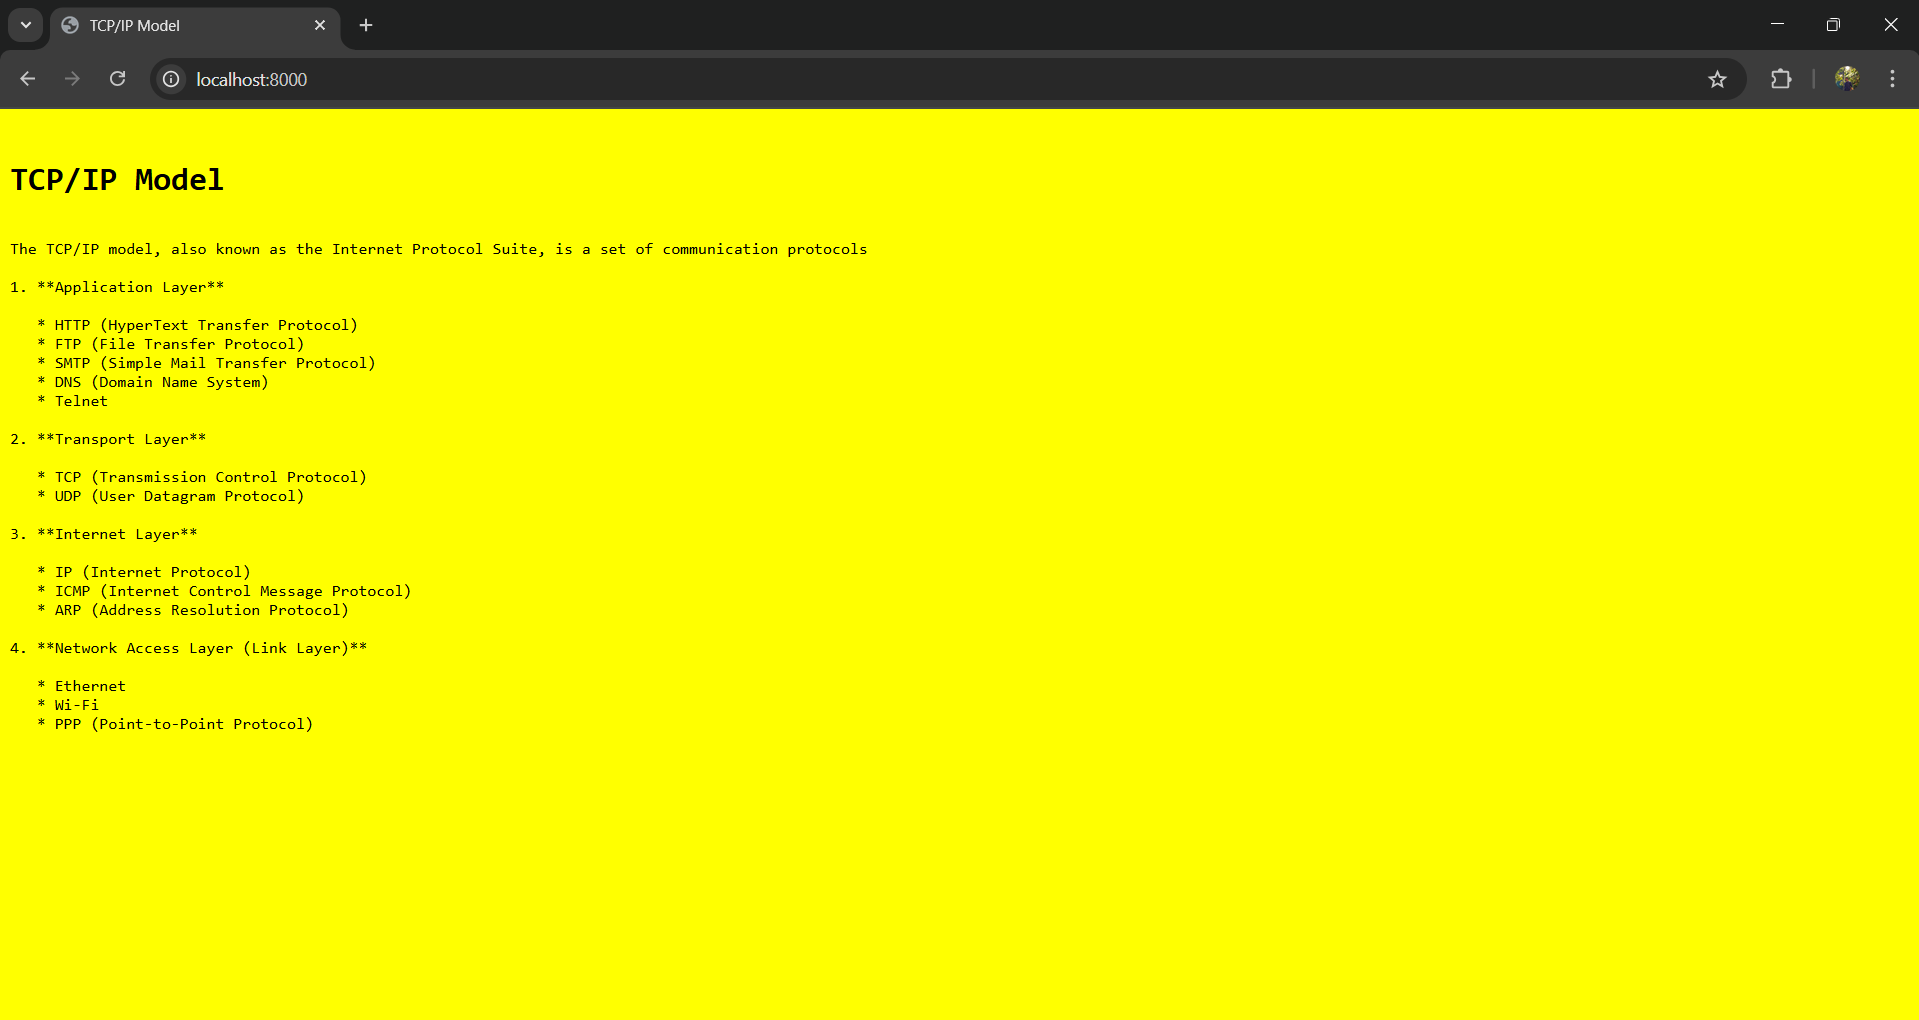 TCP/IP Model
localhost:8000
TCP/IP Model
The TCP/IP model, also known as the Internet Protocol Suite, is a set of communication protocols
1. **Application Layer**
* HTTP (HyperText Transfer Protocol)
* FTP (File Transfer Protocol)
* SMTP (Simple Mail Transfer Protocol)
* DNS (Domain Name System)
* Telnet
2. **Transport Layer**
* TCP (Transmission Control Protocol)
* UDP (User Datagram Protocol)
3. **Internet Layer**
* IP (Internet Protocol)
* ICMP (Internet Control Message Protocol)
* ARP (Address Resolution Protocol)
4. **Network Access Layer (Link Layer)**
* Ethernet
* Wi-Fi
* PPP (Point-to-Point Protocol)